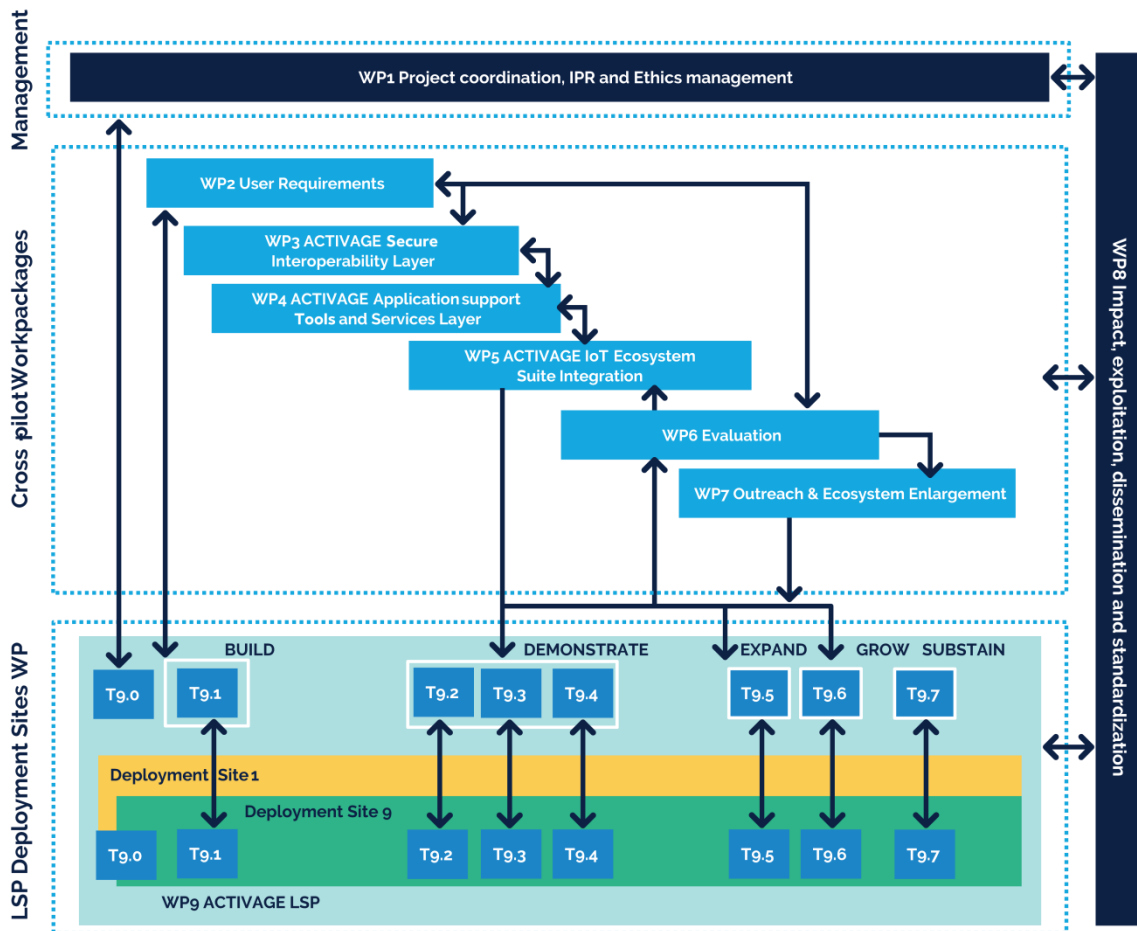 Management
WP1 Project coordination, IPR and Ethics management
Cross -pilot Workpackages
WP2 User Requirements
WP3 ACTIVAGE Secure
Interoperability Layer
WP4 ACTIVAGE Application support
Tools and Services Layer
WP5 ACTIVAGE IoT Ecosystem
Suite Integration
WP6 Evaluation
WP7 Outreach & Ecosystem Enlargement
WP8 Impact, exploitation, dissemination and standardization
LSP Deployment Sites WP
BUILD DEMONSTRATE EXPAND GROW SUBSTAIN
T9.0 T9.1 T9.2 T9.3 T9.4 T9.5 T9.6 T9.7
Deployment Site 1
Deployment Site 9
T9.0 T9.1 T9.2 T9.3 T9.4 T9.5 T9.6 T9.7
WP9 ACTIVAGE LSP